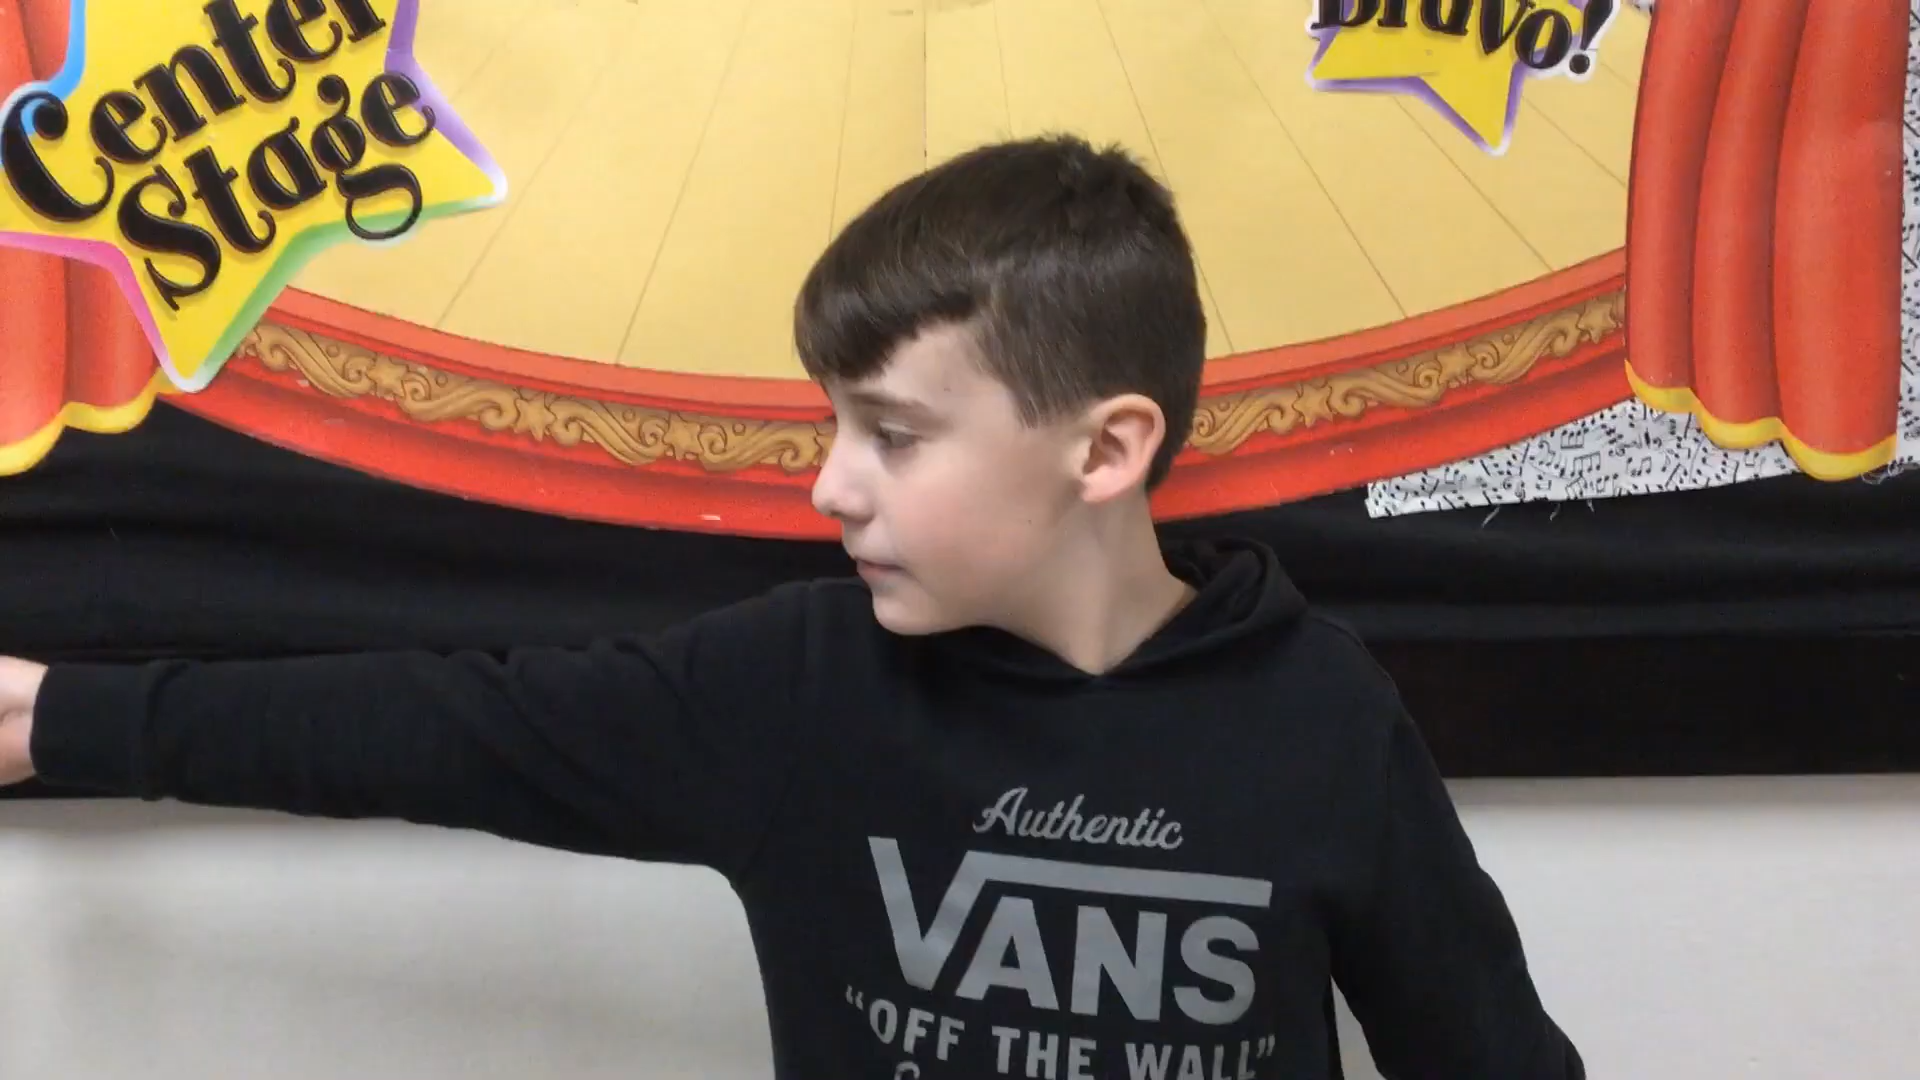 Center
Stage
Bravo!
Authentic
VANS
"OFF THE WALL"